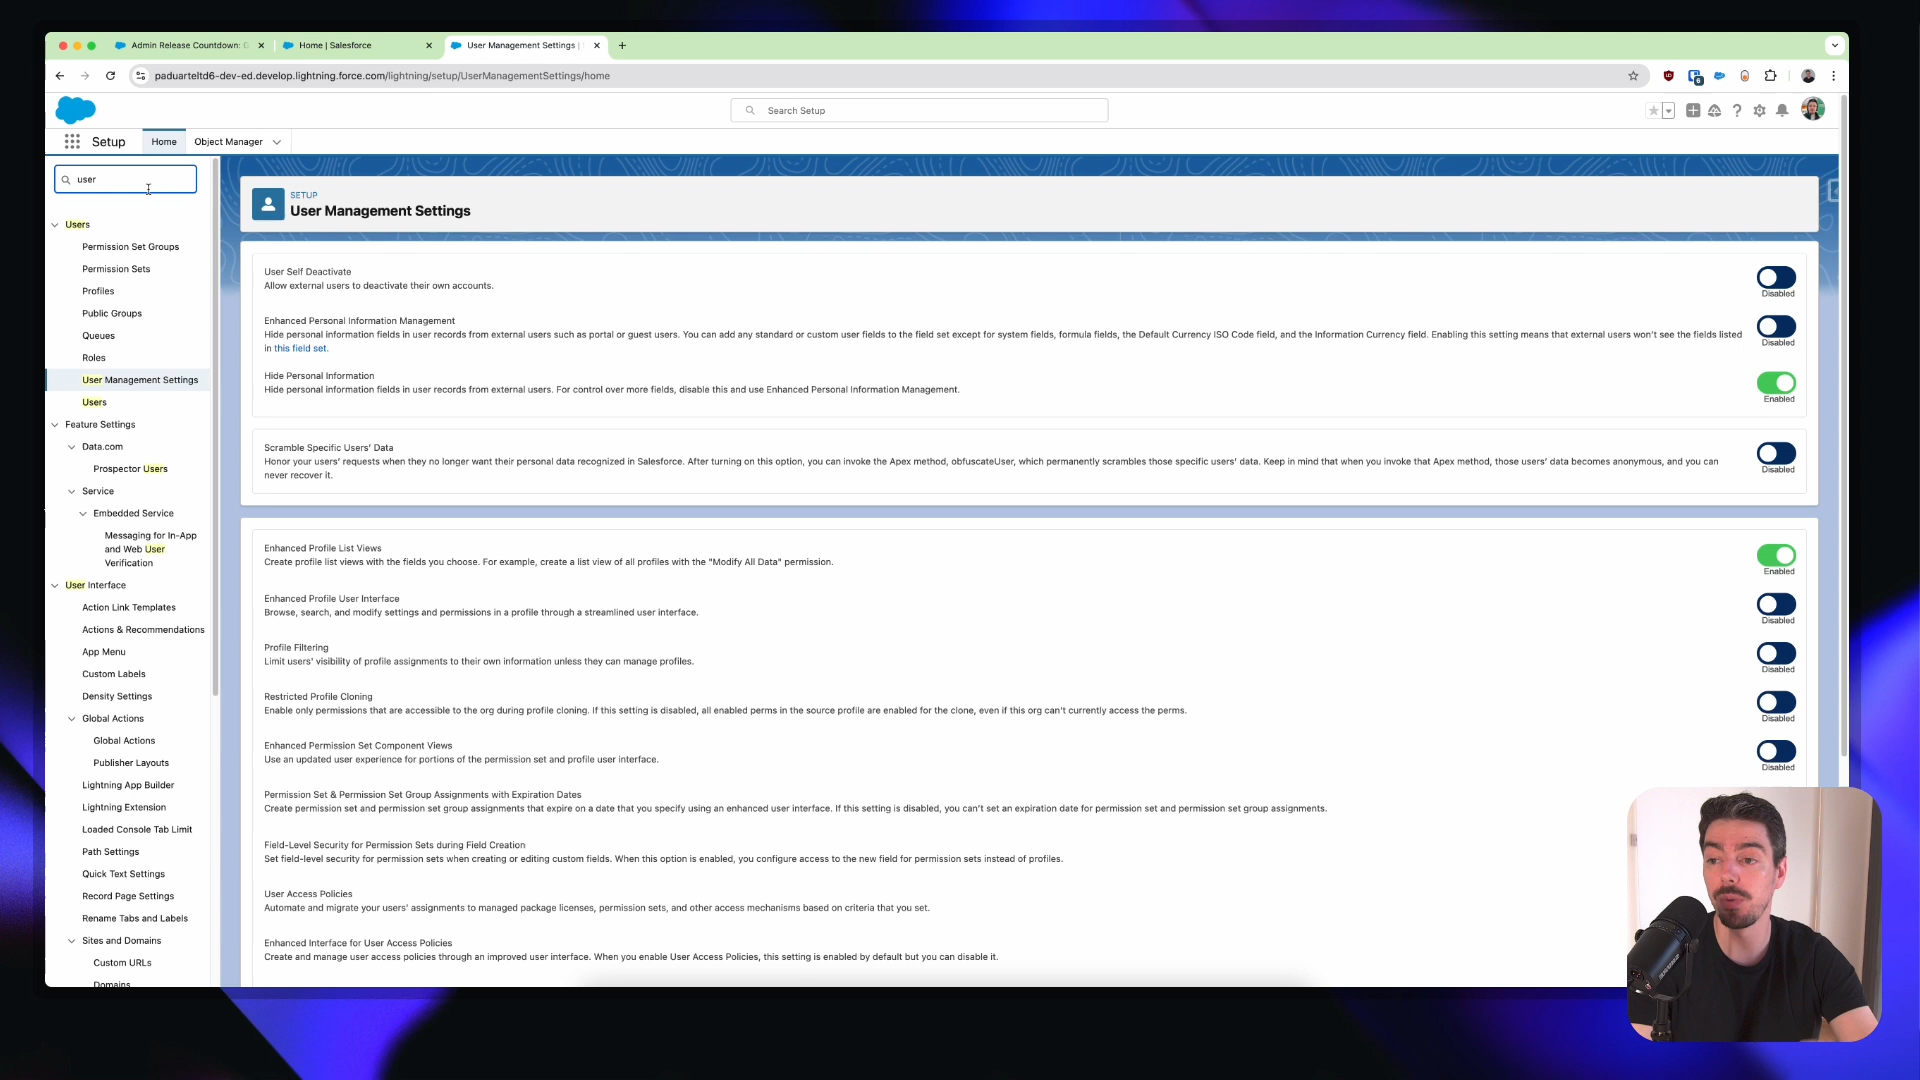 Admin Release Countdown: G
Home | Salesforce
User Management Settings |
paduarteltd6-dev-ed.develop.lightning.force.com/lightning/setup/UserManagementSettings/home
6
Search Setup
Setup
Home
Object Manager
user
Users
Permission Set Groups
Permission Sets
Profiles
Public Groups
Queues
Roles
User Management Settings
Users
Feature Settings
Data.com
Prospector Users
Service
Embedded Service
Messaging for In-App
and Web User
Verification
User Interface
Action Link Templates
Actions & Recommendations
App Menu
Custom Labels
Density Settings
Global Actions
Global Actions
Publisher Layouts
Lightning App Builder
Lightning Extension
Loaded Console Tab Limit
Path Settings
Quick Text Settings
Record Page Settings
Rename Tabs and Labels
Sites and Domains
Custom URLs
Domains
SETUP
User Management Settings
User Self Deactivate
Allow external users to deactivate their own accounts.
Disabled
Enhanced Personal Information Management
Hide personal information fields in user records from external users such as portal or guest users. You can add any standard or custom user fields to the field set except for system fields, formula fields, the Default Currency ISO Code field, and the Information Currency field. Enabling this setting means that external users won't see the fields listed
in this field set.
Disabled
Hide Personal Information
Hide personal information fields in user records from external users. For control over more fields, disable this and use Enhanced Personal Information Management.
Enabled
Scramble Specific Users' Data
Honor your users' requests when they no longer want their personal data recognized in Salesforce. After turning on this option, you can invoke the Apex method, obfuscateUser, which permanently scrambles those specific users' data. Keep in mind that when you invoke that Apex method, those users' data becomes anonymous, and you can
never recover it.
Disabled
Enhanced Profile List Views
Create profile list views with the fields you choose. For example, create a list view of all profiles with the "Modify All Data" permission.
Enabled
Enhanced Profile User Interface
Browse, search, and modify settings and permissions in a profile through a streamlined user interface.
Disabled
Profile Filtering
Limit users' visibility of profile assignments to their own information unless they can manage profiles.
Disabled
Restricted Profile Cloning
Enable only permissions that are accessible to the org during profile cloning. If this setting is disabled, all enabled perms in the source profile are enabled for the clone, even if this org can't currently access the perms.
Disabled
Enhanced Permission Set Component Views
Use an updated user experience for portions of the permission set and profile user interface.
Disabled
Permission Set & Permission Set Group Assignments with Expiration Dates
Create permission set and permission set group assignments that expire on a date that you specify using an enhanced user interface. If this setting is disabled, you can't set an expiration date for permission set and permission set group assignments.
Field-Level Security for Permission Sets during Field Creation
Set field-level security for permission sets when creating or editing custom fields. When this option is enabled, you configure access to the new field for permission sets instead of profiles.
User Access Policies
Automate and migrate your users' assignments to managed package licenses, permission sets, and other access mechanisms based on criteria that you set.
Enhanced Interface for User Access Policies
Create and manage user access policies through an improved user interface. When you enable User Access Policies, this setting is enabled by default but you can disable it.